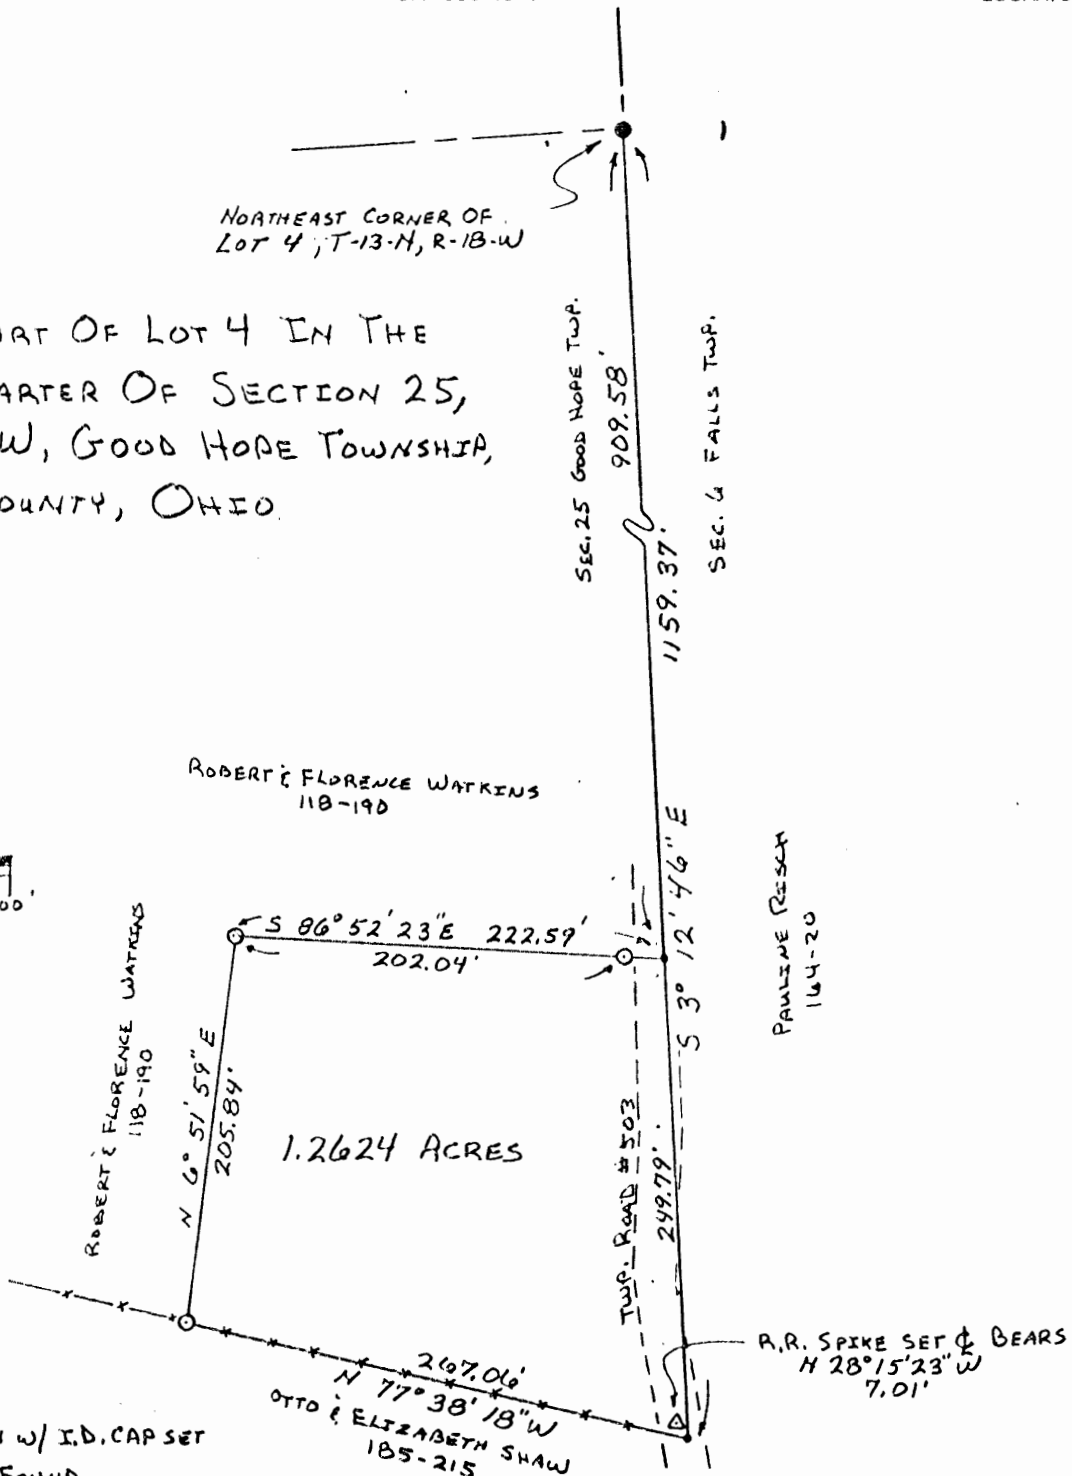 NORTHEAST CORNER OF
LOT 4, T-13-N, R-18-W
OF LOT 4 IN THE
OF SECTION 25,
W, GOOD HOPE TOWNSHIP,
OHIO
SEC. 25 GOOD HOPE TWP.
909.58'
1159.37'
SEC. 6 FALLS TWP.
ROBERT & FLORENCE WATKINS
118-190
S 3° 12' 46" E
PAULINE RISCH
164-20
S 86° 52' 23" E 222.59'
202.04'
ROBERT & FLORENCE WATKINS
118-190
N 6° 51' 59" E
205.84'
1.2624 ACRES
TWP. ROAD #503
249.79'
R.R. SPIKE SET ℄ BEARS
N 28° 15' 23" W
7.01'
267.06'
N 77° 38' 18" W
OTTO & ELIZABETH SHAW
185-215
W/ I.D. CAP SET